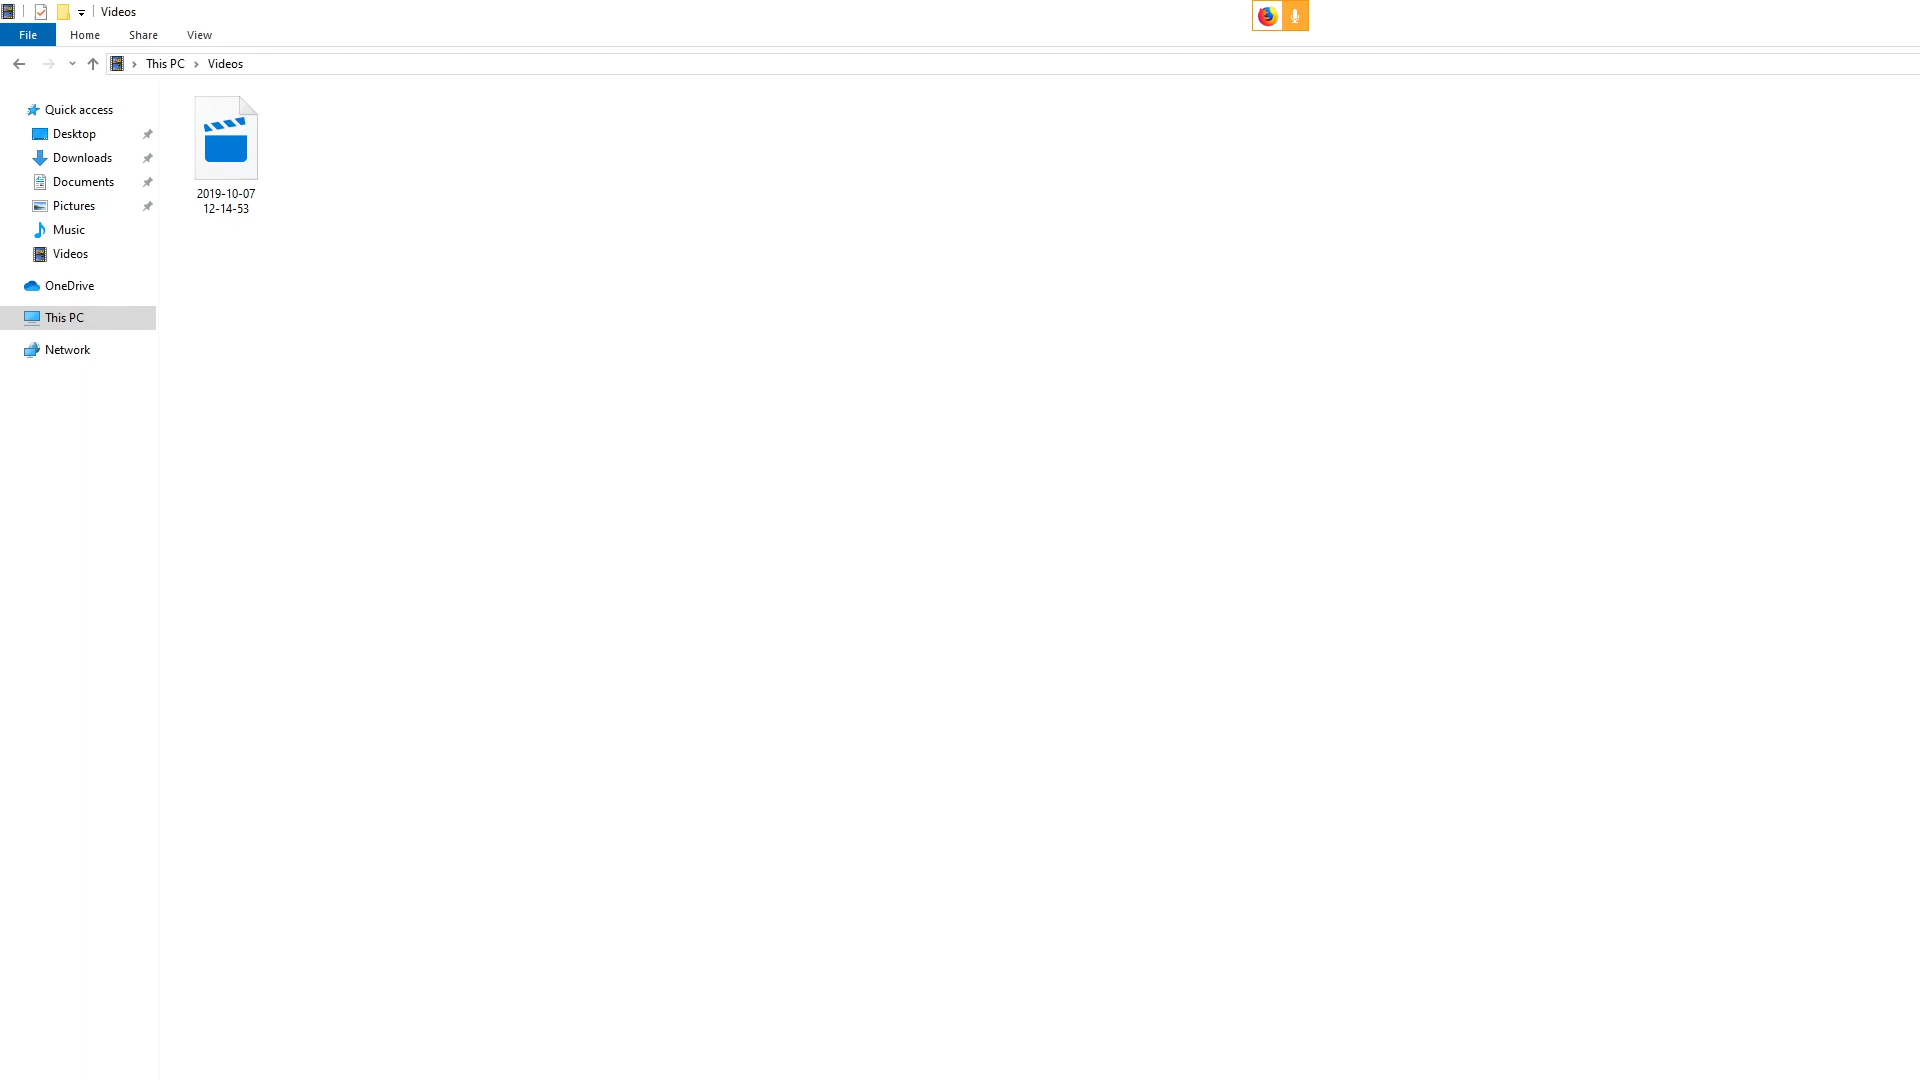 Videos
File Home Share View
This PC Videos
Quick access
Desktop
Downloads
Documents
Pictures
Music
Videos
OneDrive
This PC
Network
2019-10-07
12-14-53